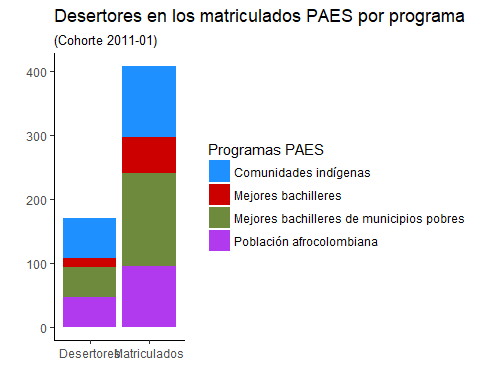 Desertores en los matriculados PAES por programa
(Cohorte 2011-01)
400
300
200
100
0
Desertores
Matriculados
Programas PAES
Comunidades indígenas
Mejores bachilleres
Mejores bachilleres de municipios pobres
Población afrocolombiana